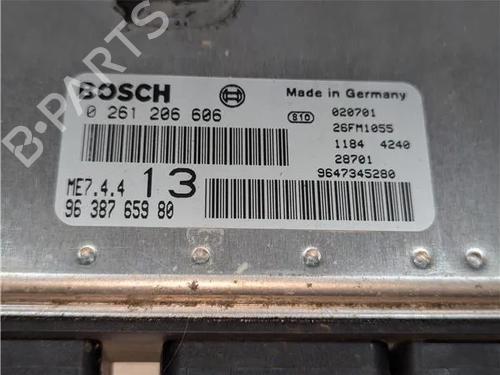 B-PARTS
BOSCH
Made in Germany
0 261 206 606
810
020701
26FM1055
1184 4240
28701
9647345280
ME7.4.4 13
96 387 659 80